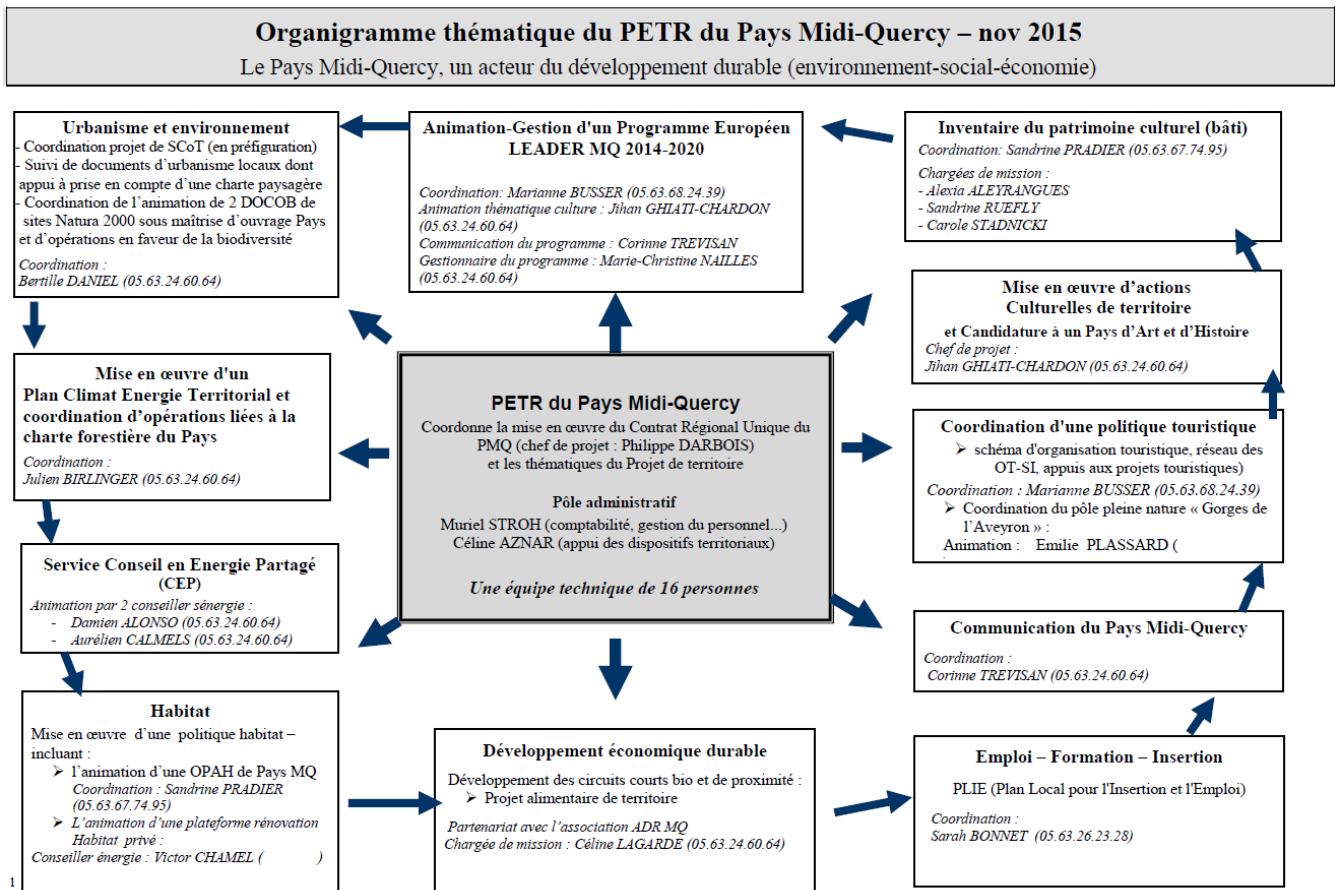 Organigramme thématique du PETR du Pays Midi-Quercy – nov 2015
Le Pays Midi-Quercy, un acteur du développement durable (environnement-social-économie)
Urbanisme et environnement
- Coordination projet de SCoT (en préfiguration)
- Suivi de documents d'urbanisme locaux dont
appui à prise en compte d'une charte paysagère
- Coordination de l'animation de 2 DOCOB de
sites Natura 2000 sous maîtrise d'ouvrage Pays
et d'opérations en faveur de la biodiversité
Coordination :
Bertille DANIEL (05.63.24.60.64)
Animation-Gestion d'un Programme Européen
LEADER MQ 2014-2020
Coordination: Marianne BUSSER (05.63.68.24.39)
Animation thématique culture : Jihan GHIATI-CHARDON
(05.63.24.60.64)
Communication du programme : Corinne TREVISAN
Gestionnaire du programme : Marie-Christine NAILLES
(05.63.24.60.64)
Inventaire du patrimoine culturel (bâti)
Coordination: Sandrine PRADIER (05.63.67.74.95)
Chargées de mission :
- Alexia ALEYRANGUES
- Sandrine RUEFLY
- Carole STADNICKI
Mise en œuvre d'actions
Culturelles de territoire
et Candidature à un Pays d'Art et d'Histoire
Chef de projet :
Jihan GHIATI-CHARDON (05.63.24.60.64)
Mise en œuvre d'un
Plan Climat Energie Territorial et
coordination d'opérations liées à la
charte forestière du Pays
Coordination :
Julien BIRLINGER (05.63.24.60.64)
PETR du Pays Midi-Quercy
Coordonne la mise en œuvre du Contrat Régional Unique du
PMQ (chef de projet : Philippe DARBOIS)
et les thématiques du Projet de territoire
Pôle administratif
Muriel STROH (comptabilité, gestion du personnel...)
Céline AZNAR (appui des dispositifs territoriaux)
Une équipe technique de 16 personnes
Coordination d'une politique touristique
➢ schéma d'organisation touristique, réseau des
OT-SI, appuis aux projets touristiques)
Coordination : Marianne BUSSER (05.63.68.24.39)
➢ Coordination du pôle pleine nature « Gorges de
l'Aveyron » :
Animation : Emilie PLASSARD (
Service Conseil en Energie Partagé
(CEP)
Animation par 2 conseiller sénergie :
- Damien ALONSO (05.63.24.60.64)
- Aurélien CALMELS (05.63.24.60.64)
Communication du Pays Midi-Quercy
Coordination :
Corinne TREVISAN (05.63.24.60.64)
Habitat
Mise en œuvre d'une politique habitat –
incluant :
➢ l'animation d'une OPAH de Pays MQ
Coordination : Sandrine PRADIER
(05.63.67.74.95)
➢ L'animation d'une plateforme rénovation
Habitat privé :
Conseiller énergie : Victor CHAMEL ( )
Développement économique durable
Développement des circuits courts bio et de proximité :
➢ Projet alimentaire de territoire
Partenariat avec l'association ADR MQ
Chargée de mission : Céline LAGARDE (05.63.24.60.64)
Emploi – Formation – Insertion
PLIE (Plan Local pour l'Insertion et l'Emploi)
Coordination :
Sarah BONNET (05.63.26.23.28)
1